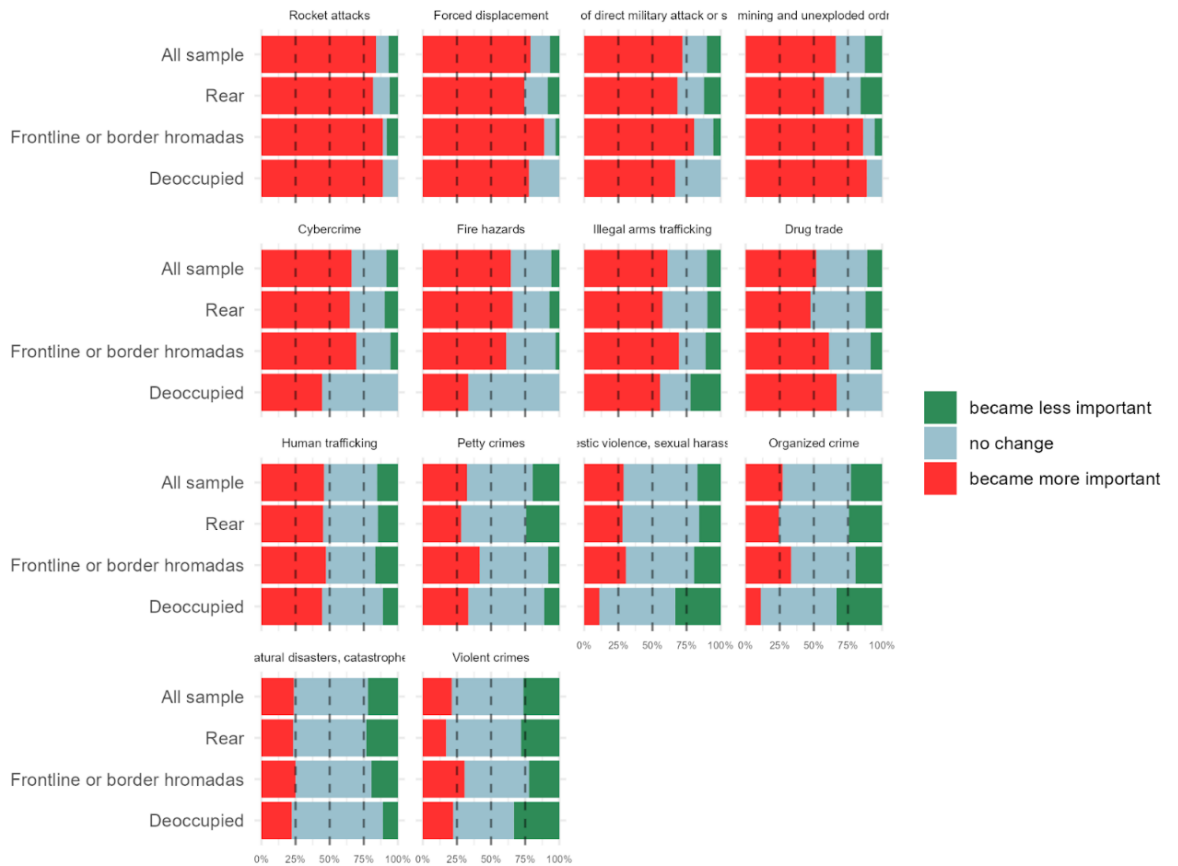 Rocket attacks
Forced displacement
of direct military attack or s
mining and unexploded ordr
All sample
Rear
Frontline or border hromadas
Deoccupied
Cybercrime
Fire hazards
Illegal arms trafficking
Drug trade
All sample
Rear
Frontline or border hromadas
Deoccupied
became less important
no change
became more important
Human trafficking
Petty crimes
estic violence, sexual harass
Organized crime
All sample
Rear
Frontline or border hromadas
Deoccupied
0% 25% 50% 75% 100%
0% 25% 50% 75% 100%
atural disasters, catastrophe
Violent crimes
All sample
Rear
Frontline or border hromadas
Deoccupied
0% 25% 50% 75% 100%
0% 25% 50% 75% 100%